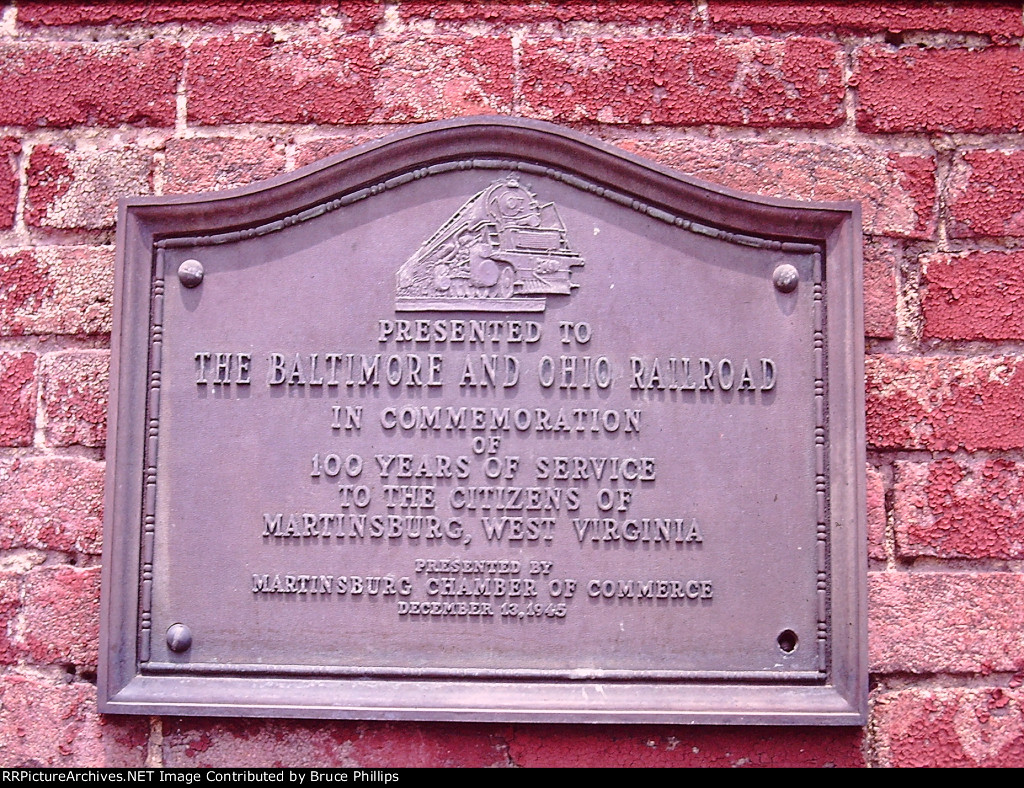 PRESENTED TO
THE BALTIMORE AND OHIO RAILROAD
IN COMMEMORATION
OF
100 YEARS OF SERVICE
TO THE CITIZENS OF
MARTINSBURG, WEST VIRGINIA
PRESENTED BY
MARTINSBURG CHAMBER OF COMMERCE
DECEMBER 13, 1945
RRPictureArchives.NET Image Contributed by Bruce Phillips